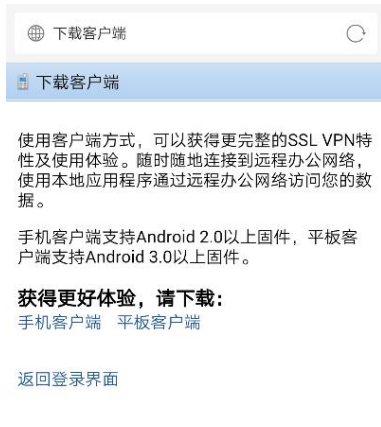 下载客户端
下载客户端
使用客户端方式，可以获得更完整的SSL VPN特
性及使用体验。随时随地连接到远程办公网络，
使用本地应用程序通过远程办公网络访问您的数
据。
手机客户端支持Android 2.0以上固件，平板客
户端支持Android 3.0以上固件。
获得更好体验，请下载：
手机客户端 平板客户端
返回登录界面